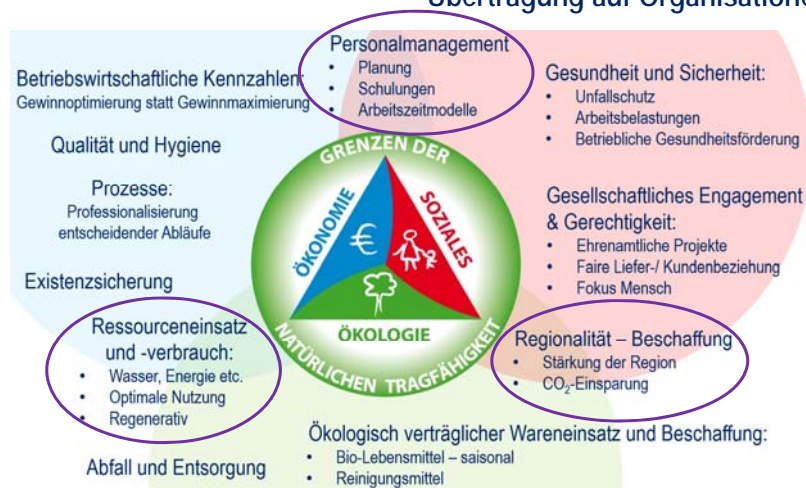 Übertragung auf Organisatione
Personalmanagement
• Planung
• Schulungen
• Arbeitszeitmodelle
Betriebswirtschaftliche Kennzahlen:
Gewinnoptimierung statt Gewinnmaximierung
Qualität und Hygiene
Prozesse:
Professionalisierung
entscheidender Abläufe
Existenzsicherung
Gesundheit und Sicherheit:
• Unfallschutz
• Arbeitsbelastungen
• Betriebliche Gesundheitsförderung
Gesellschaftliches Engagement
& Gerechtigkeit:
• Ehrenamtliche Projekte
• Faire Liefer-/ Kundenbeziehung
• Fokus Mensch
GRENZEN DER
ÖKONOMIE
€
SOZIALES
ÖKOLOGIE
NATÜRLICHEN TRAGFÄHIGKEIT
Ressourceneinsatz
und -verbrauch:
• Wasser, Energie etc.
• Optimale Nutzung
• Regenerativ
Regionalität – Beschaffung
• Stärkung der Region
• CO₂-Einsparung
Abfall und Entsorgung
Ökologisch verträglicher Wareneinsatz und Beschaffung:
• Bio-Lebensmittel – saisonal
• Reinigungsmittel